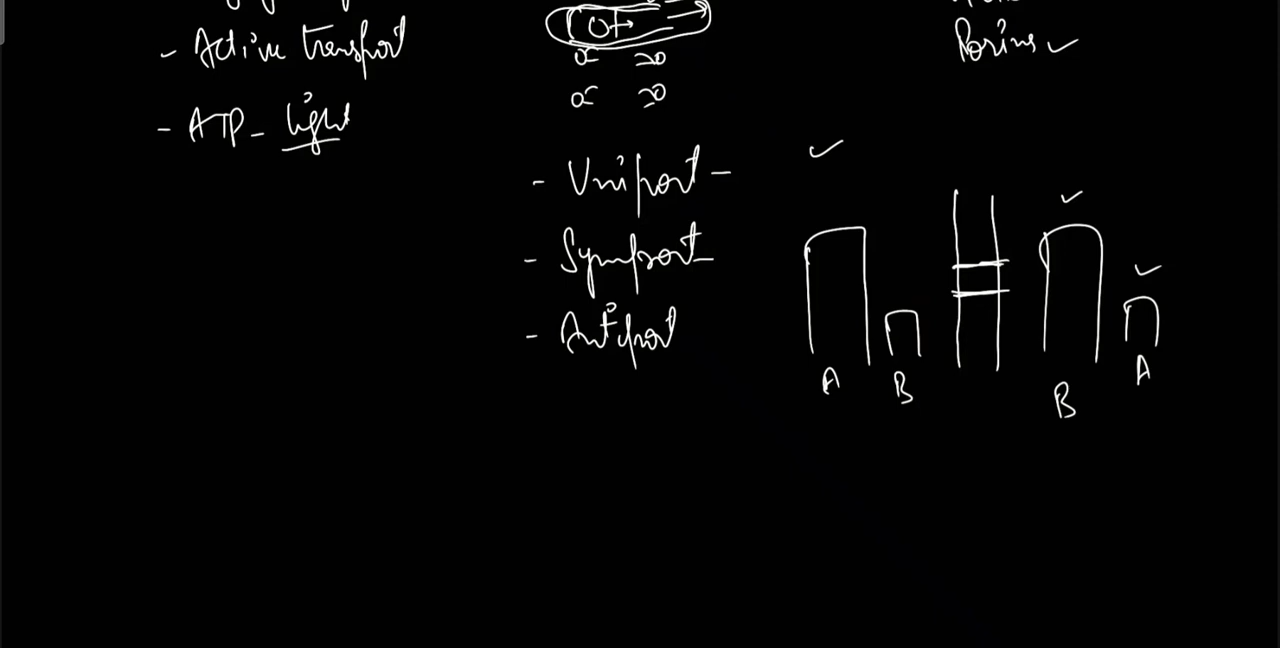 - Active transport
- ATP - light
Porins ✓
- Uniport -
- Symport -
- Antiport
A B
B A